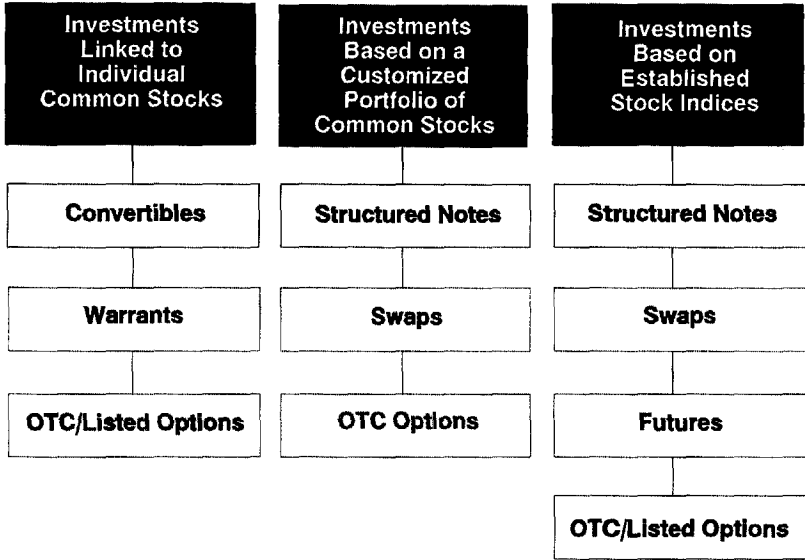 Investments
Linked to
Individual
Common Stocks
Convertibles
Warrants
OTC/Listed Options
Investments
Based on a
Customized
Portfolio of
Common Stocks
Structured Notes
Swaps
OTC Options
Investments
Based on
Established
Stock Indices
Structured Notes
Swaps
Futures
OTC/Listed Options